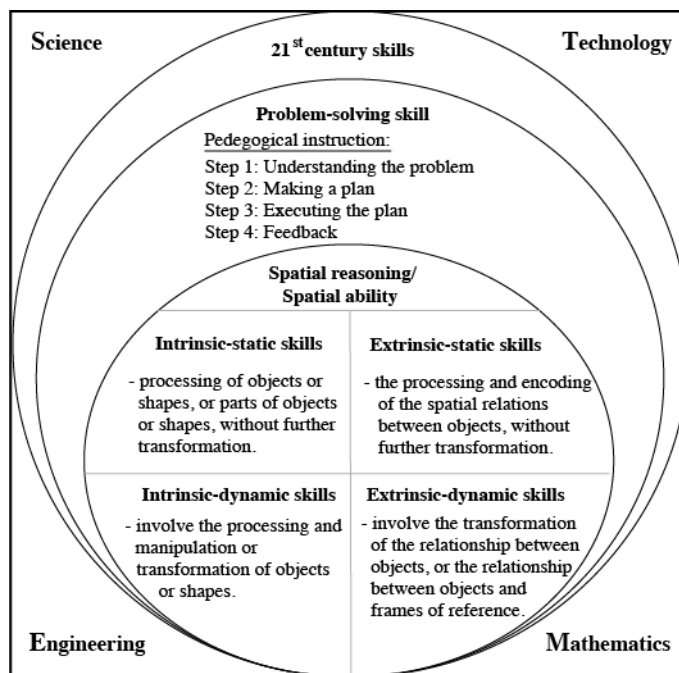 Science
Technology
21st century skills
Problem-solving skill
Pedegogical instruction:
Step 1: Understanding the problem
Step 2: Making a plan
Step 3: Executing the plan
Step 4: Feedback
Spatial reasoning/
Spatial ability
Intrinsic-static skills
- processing of objects or
shapes, or parts of objects
or shapes, without further
transformation.
Extrinsic-static skills
- the processing and encoding
of the spatial relations
between objects, without
further transformation.
Intrinsic-dynamic skills
- involve the processing and
manipulation or
transformation of objects
or shapes.
Extrinsic-dynamic skills
- involve the transformation
of the relationship between
objects, or the relationship
between objects and
frames of reference.
Engineering
Mathematics